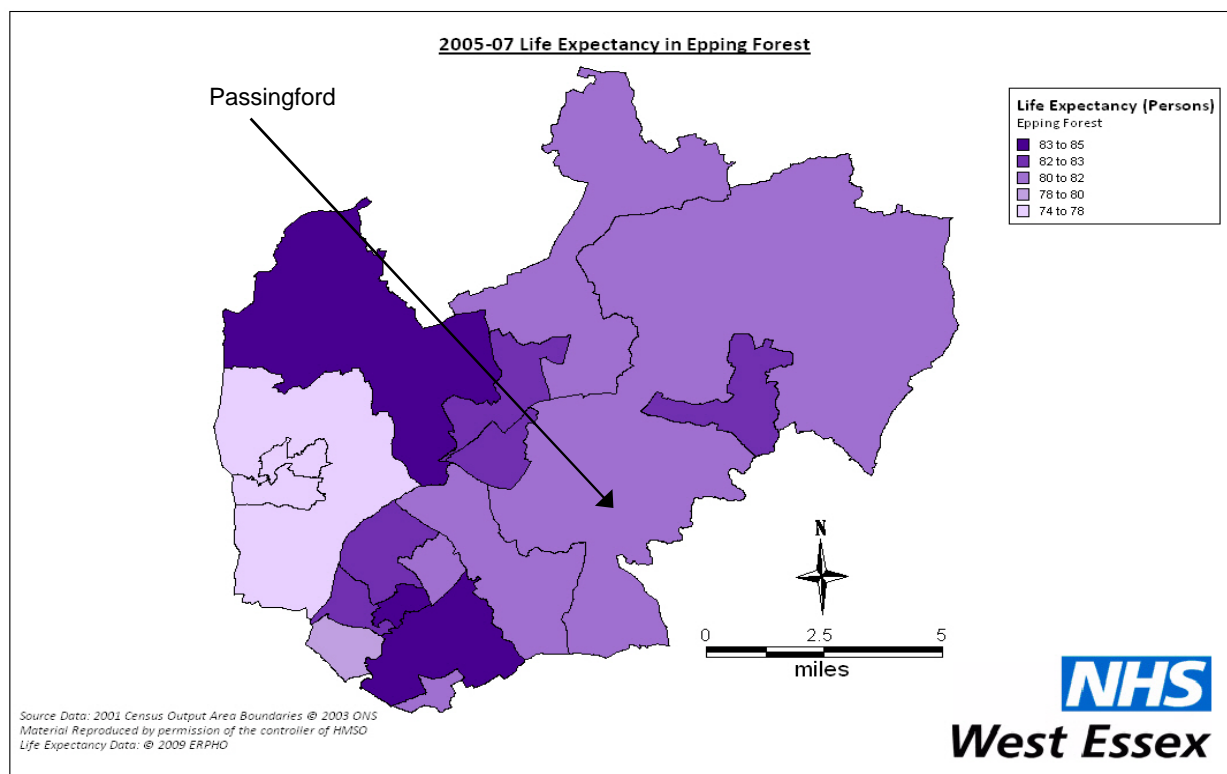 2005-07 Life Expectancy in Epping Forest
Passingford
Life Expectancy (Persons)
Epping Forest
83 to 85
82 to 83
80 to 82
78 to 80
74 to 78
N
0 2.5 5
miles
Source Data: 2001 Census Output Area Boundaries © 2003 ONS
Material Reproduced by permission of the controller of HMSO
Life Expectancy Data: © 2009 ERPHO
NHS
West Essex